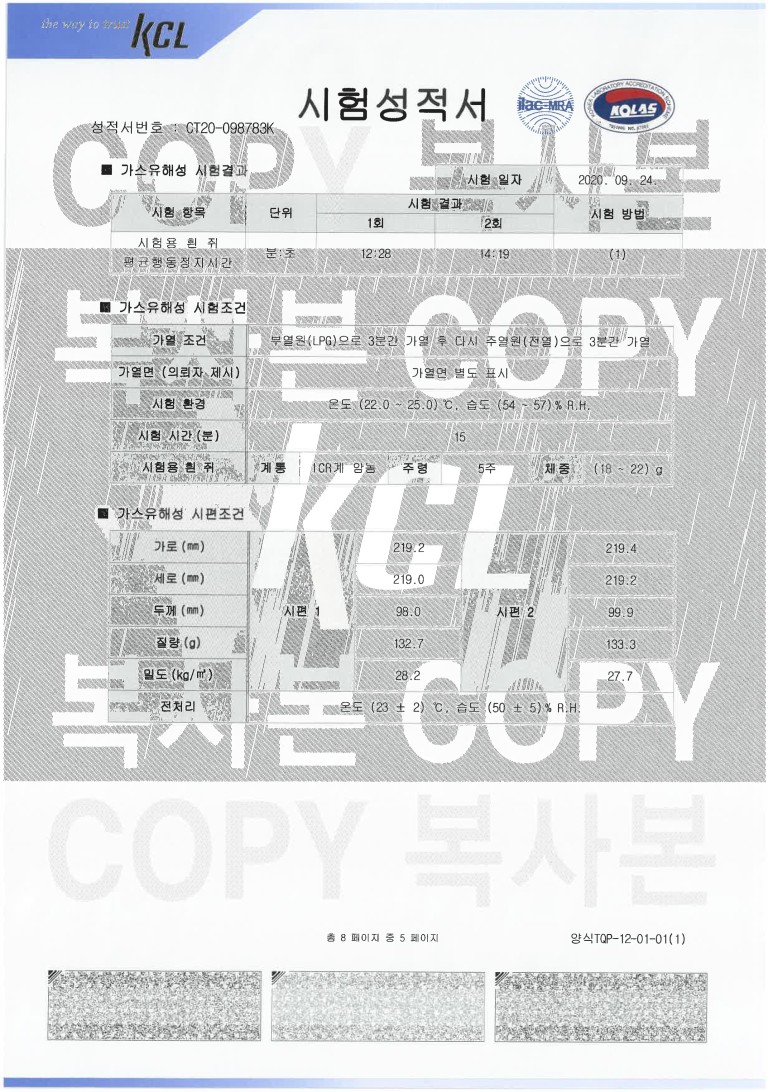 the way to trust KCL
시험성적서
ilac-MRA
KOREA LABORATORY ACCREDITATION SCHEME
KOLAS
성적서번호 : CT20-098783K
COPY 복사본
■ 가스유해성 시험결과
시험 일자 2020. 09. 24.
시험 항목 단위 시험 결과 시험 방법
1회 2회
시험용 흰 쥐
평균행동정지시간 분:초 12:28 14:19 (1)
복사본 COPY
■ 가스유해성 시험조건
가열 조건 부열원(LPG)으로 3분간 가열 후 다시 주열원(전열)으로 3분간 가열
가열면 (의뢰자 제시) 가열면 별도 표시
시험 환경 온도 (22.0 ~ 25.0) ℃, 습도 (54 ~ 57)% R.H.
시험 시간(분) 15
시험용 흰 쥐 계통 ICR계 암놈 주령 5주 체중 (18 ~ 22) g
KCL
■ 가스유해성 시편조건
가로 (㎜) 219.2 219.4
세로 (㎜) 219.0 219.2
두께 (㎜) 시편 1 98.0 시편 2 99.9
질량 (g) 132.7 133.3
밀도 (kg/㎥) 28.2 27.7
전처리 온도 (23 ± 2) ℃, 습도 (50 ± 5)% R.H.
복사본 COPY
COPY 복사본
총 8 페이지 중 5 페이지
양식TQP-12-01-01(1)